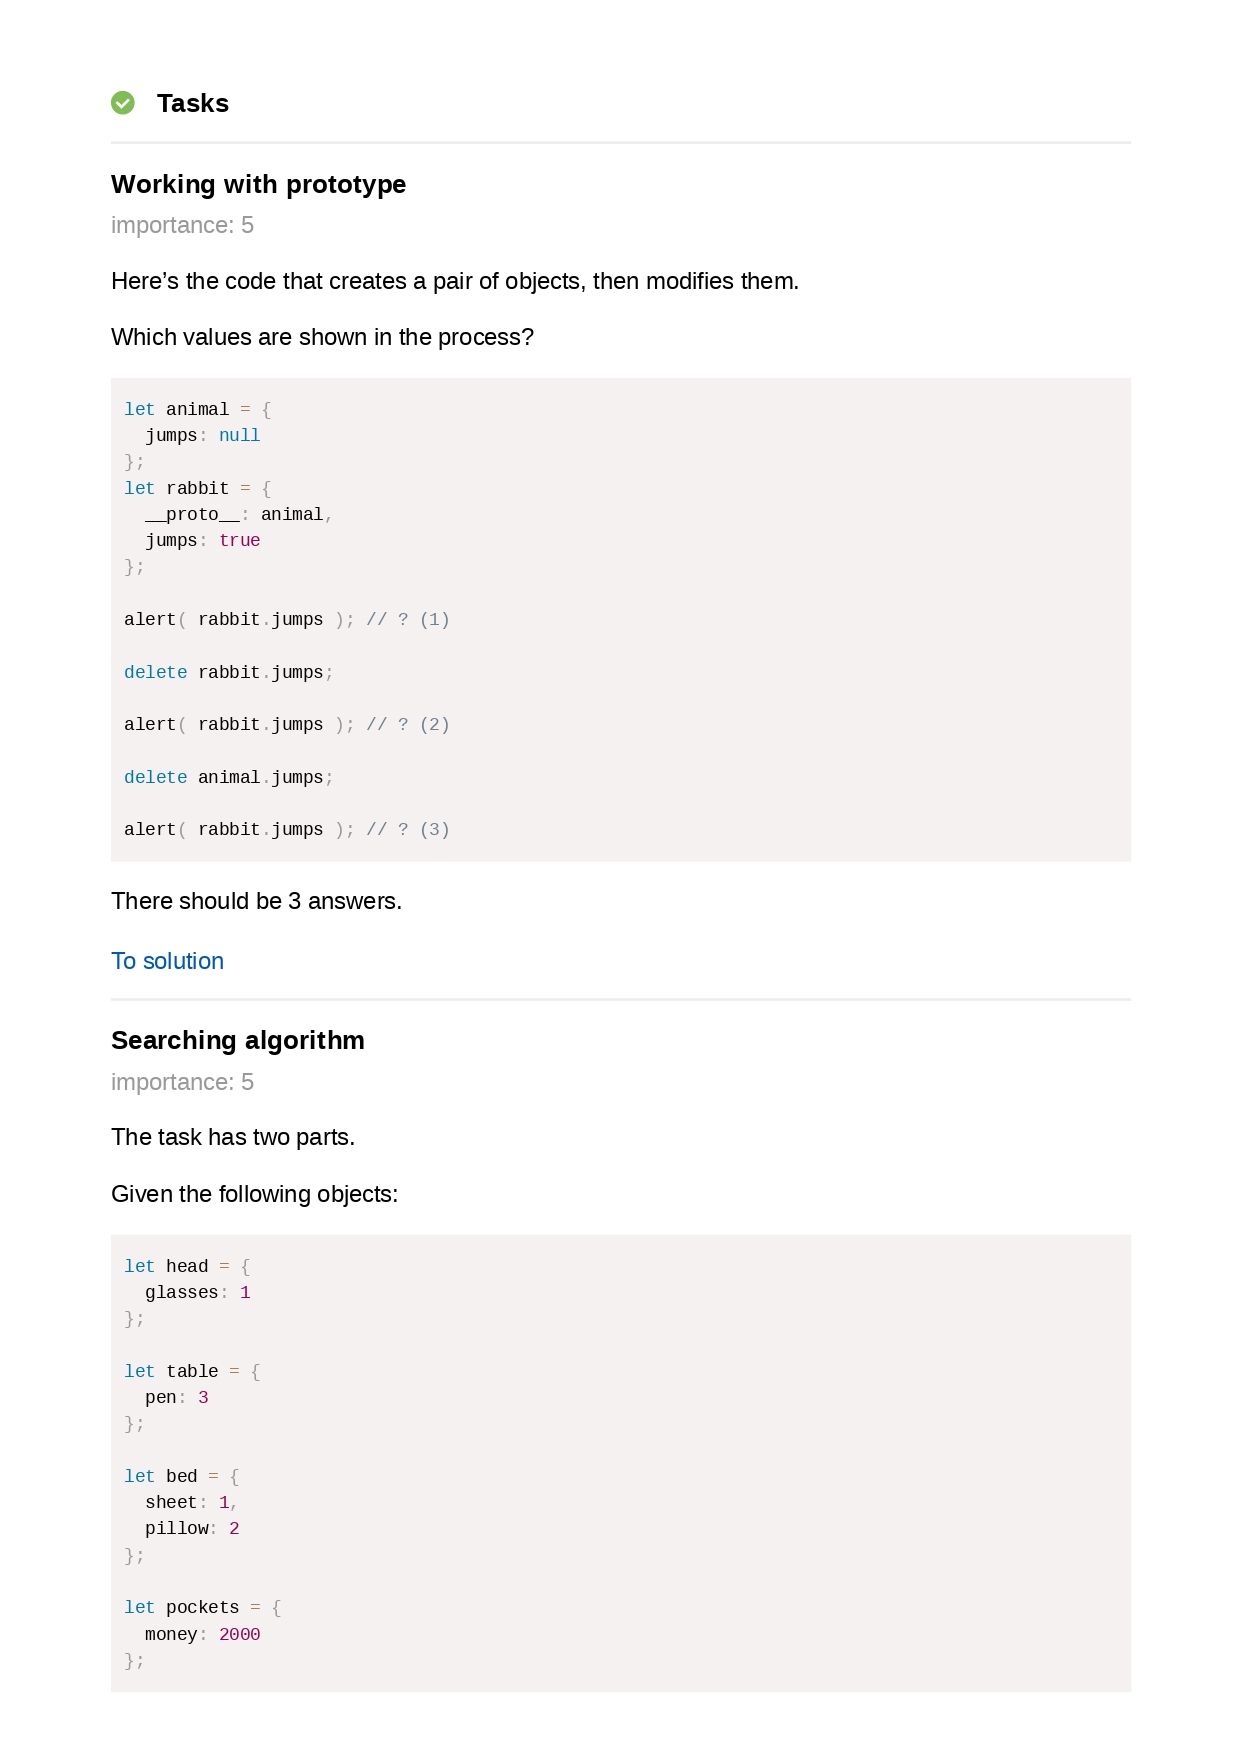 Tasks
Working with prototype
importance: 5
Here’s the code that creates a pair of objects, then modifies them.
Which values are shown in the process?
let animal = {
  jumps: null
};
let rabbit = {
  __proto__: animal,
  jumps: true
};
alert( rabbit.jumps ); // ? (1)
delete rabbit.jumps;
alert( rabbit.jumps ); // ? (2)
delete animal.jumps;
alert( rabbit.jumps ); // ? (3)
There should be 3 answers.
To solution
Searching algorithm
importance: 5
The task has two parts.
Given the following objects:
let head = {
  glasses: 1
};
let table = {
  pen: 3
};
let bed = {
  sheet: 1,
  pillow: 2
};
let pockets = {
  money: 2000
};